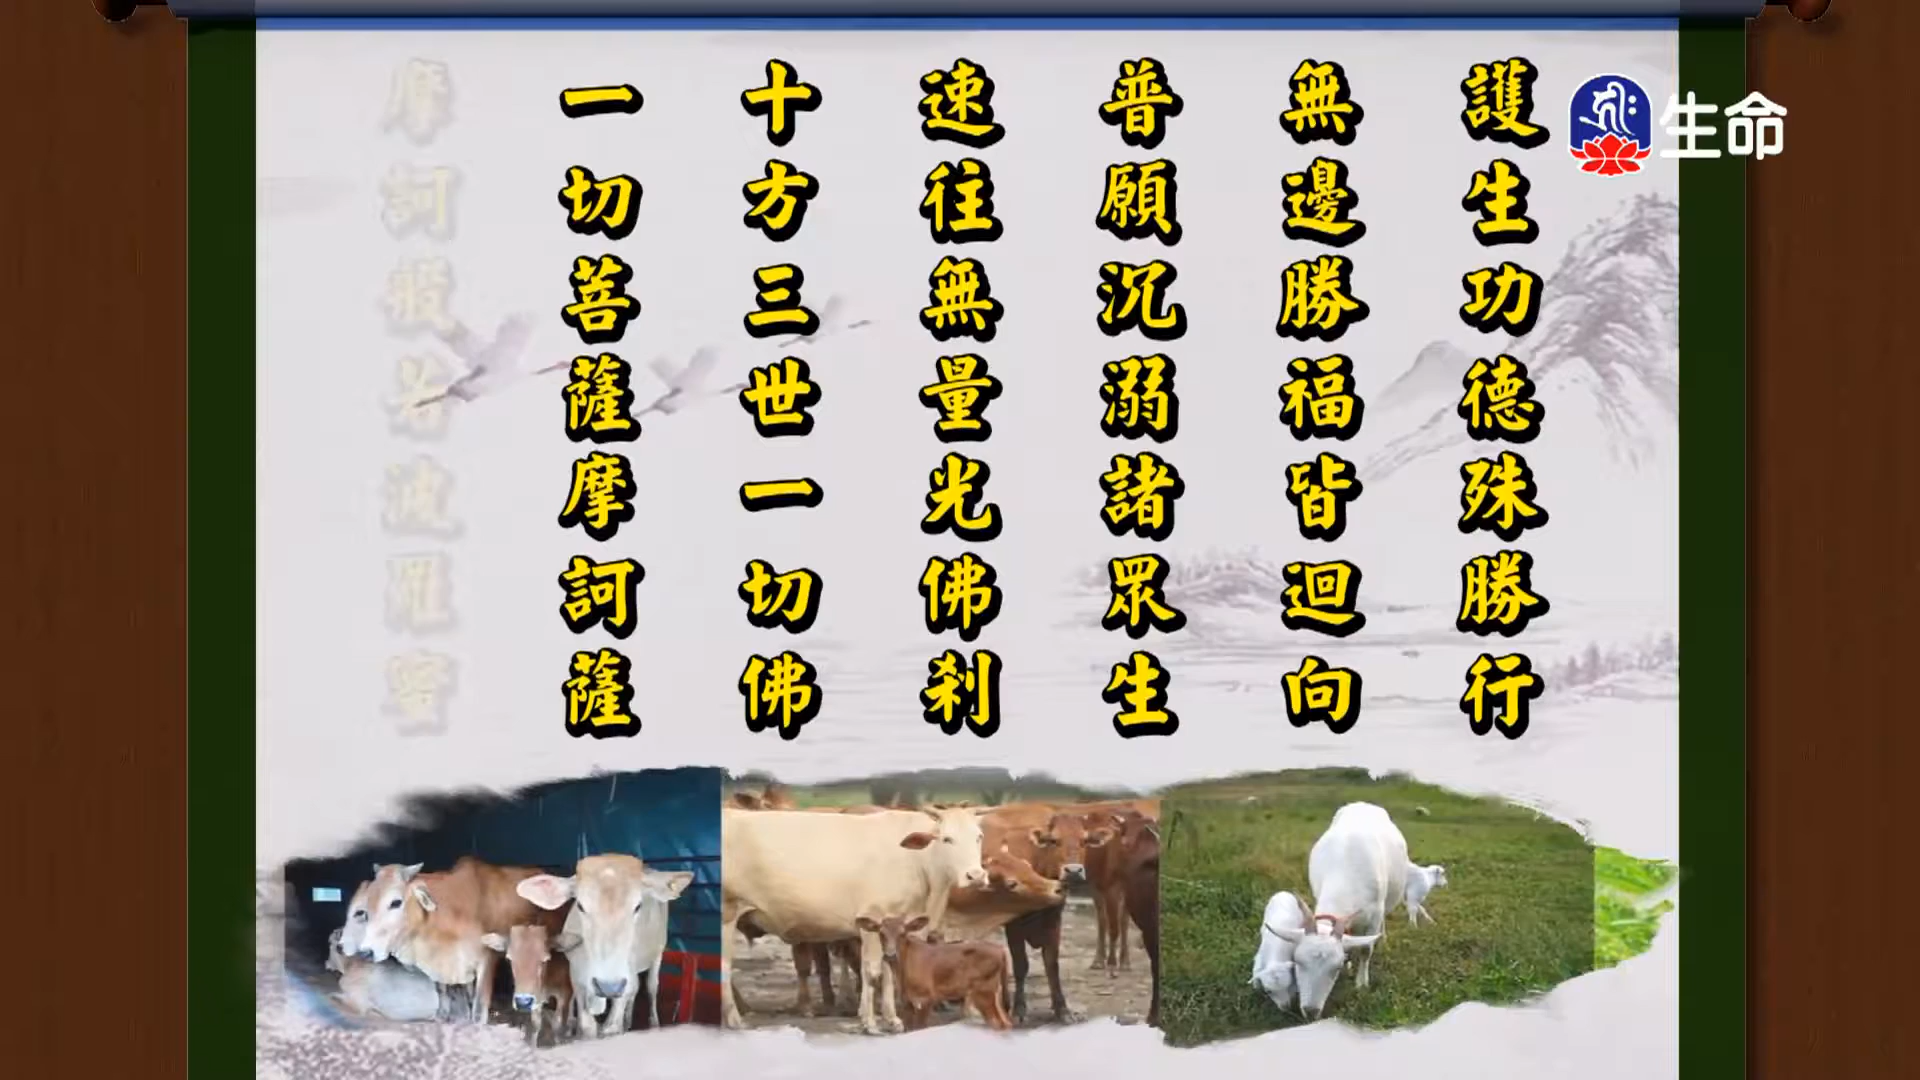 護生功德殊勝行
無邊勝福皆迴向
普願沉溺諸眾生
速往無量光佛剎
十方三世一切佛
一切菩薩摩訶薩
摩訶般若波羅蜜
生命